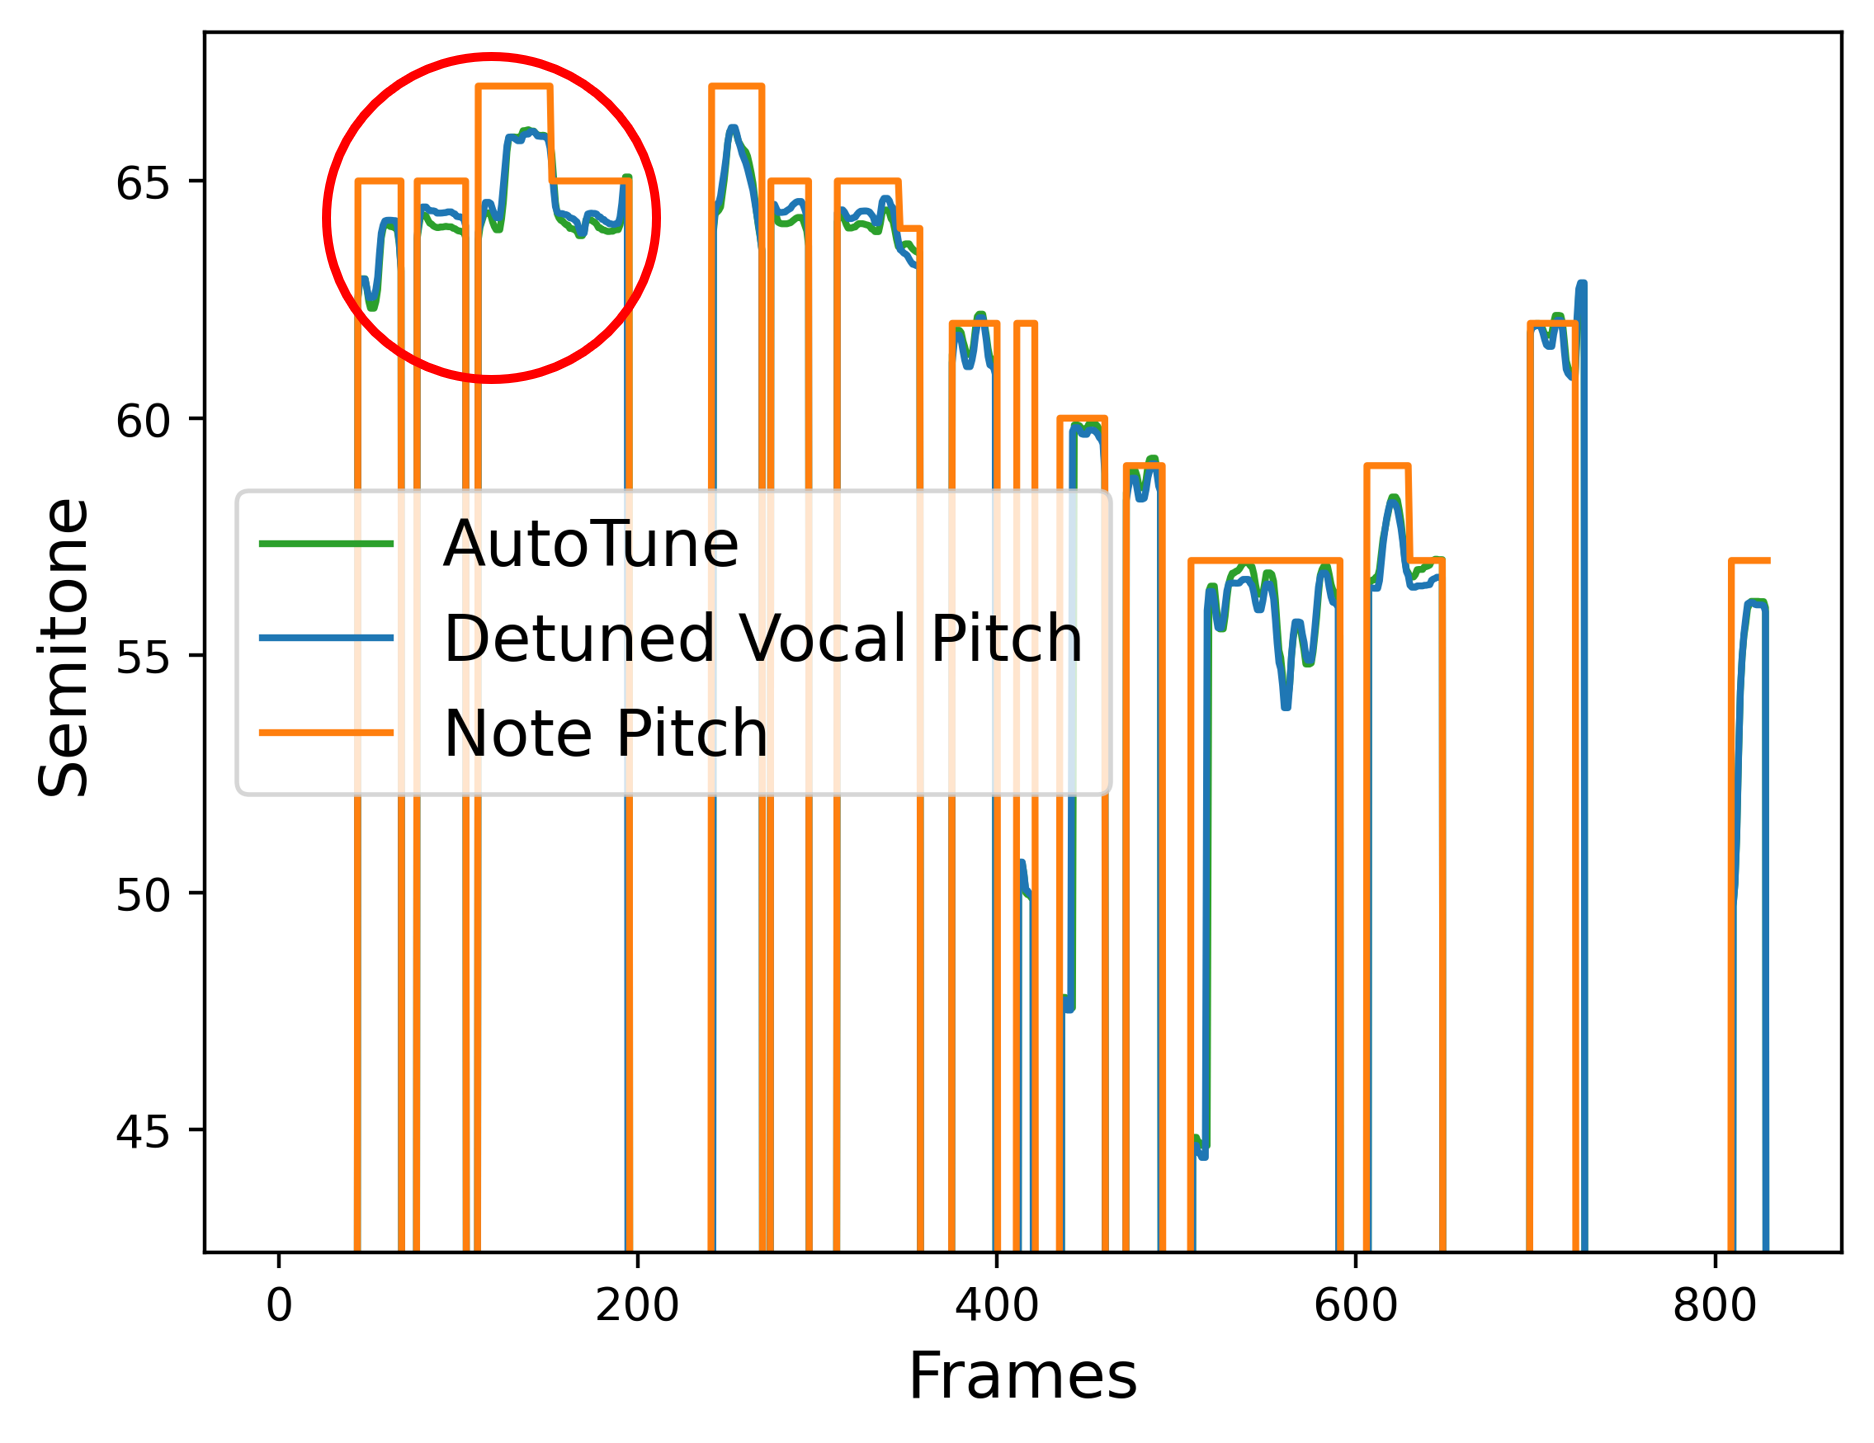 65
60
55
50
45
Semitone
AutoTune
Detuned Vocal Pitch
Note Pitch
0 200 400 600 800
Frames